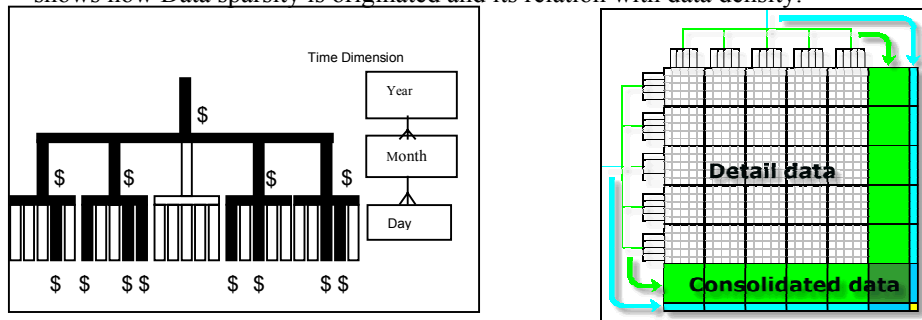 shows how Data sparsity is originated and its relation with data density.
Time Dimension
Year
$
Month
$ $ $ $
Day
$ $ $ $ $ $ $ $
Detail data
Consolidated data